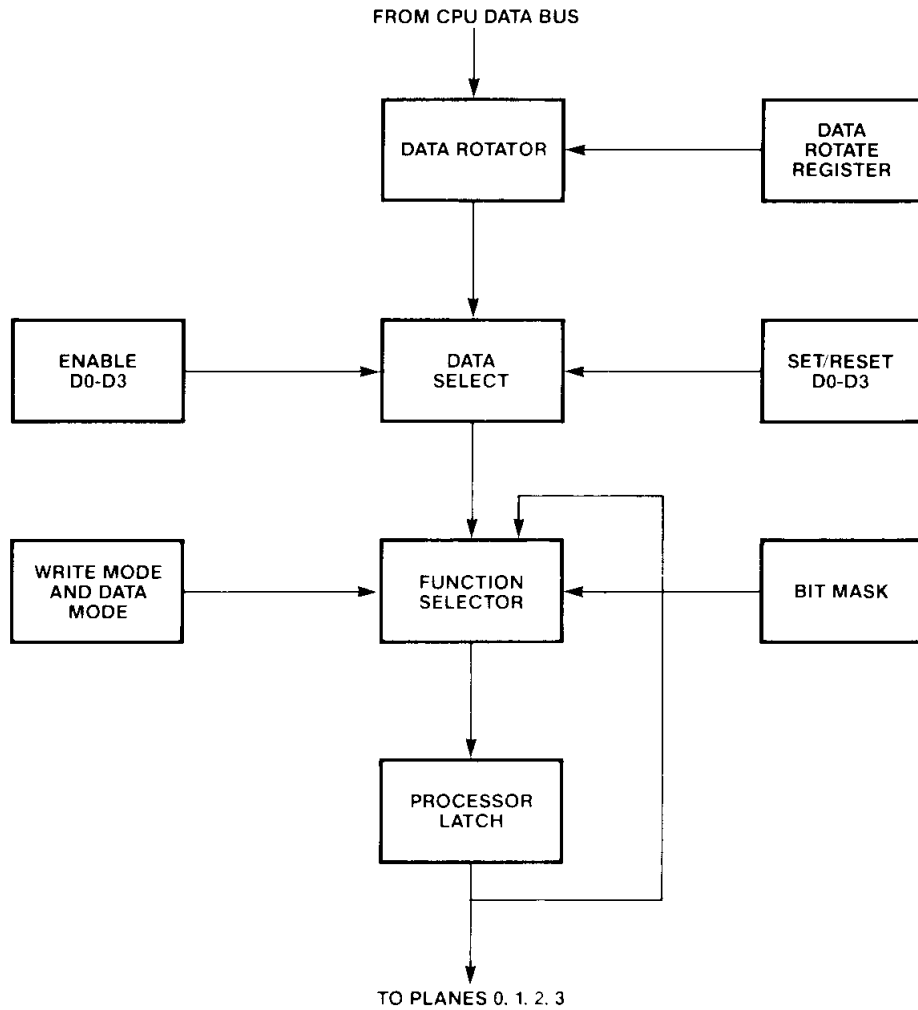 FROM CPU DATA BUS
DATA ROTATOR
DATA
ROTATE
REGISTER
ENABLE
D0-D3
DATA
SELECT
SET/RESET
D0-D3
WRITE MODE
AND DATA
MODE
FUNCTION
SELECTOR
BIT MASK
PROCESSOR
LATCH
TO PLANES 0, 1, 2, 3